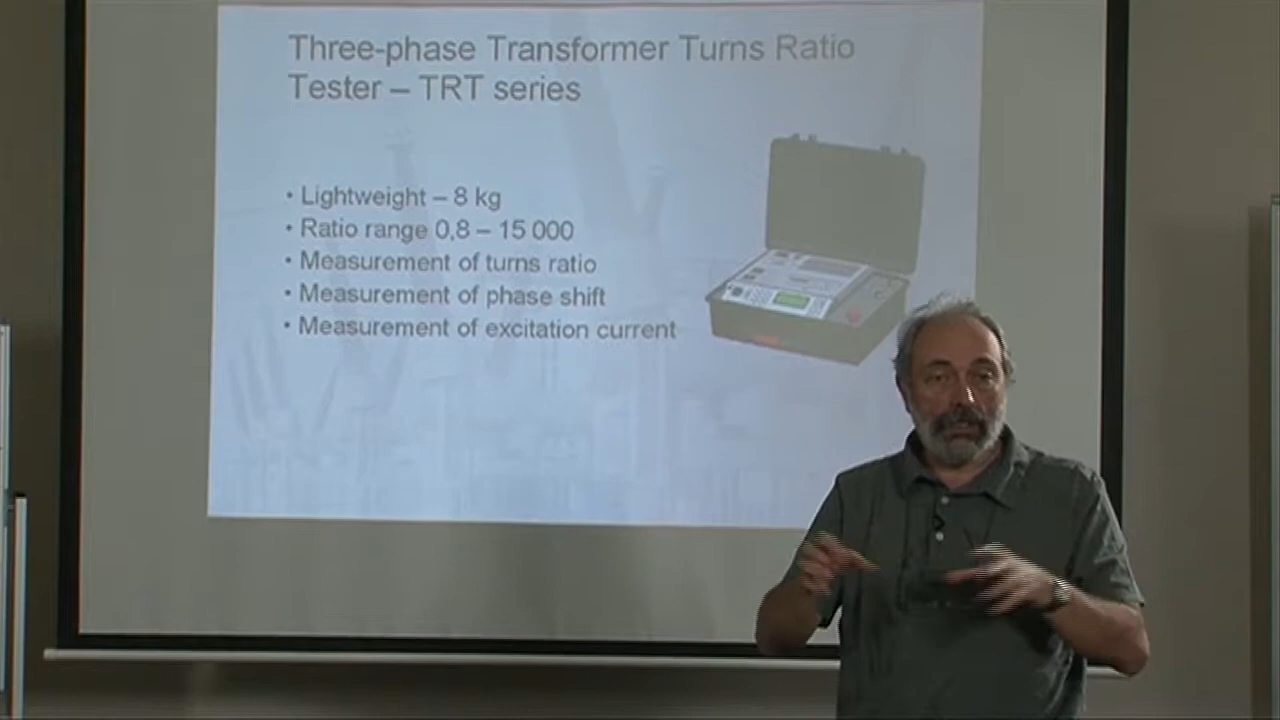 Three-phase Transformer Turns Ratio
Tester – TRT series
• Lightweight – 8 kg
• Ratio range 0,8 – 15 000
• Measurement of turns ratio
• Measurement of phase shift
• Measurement of excitation current